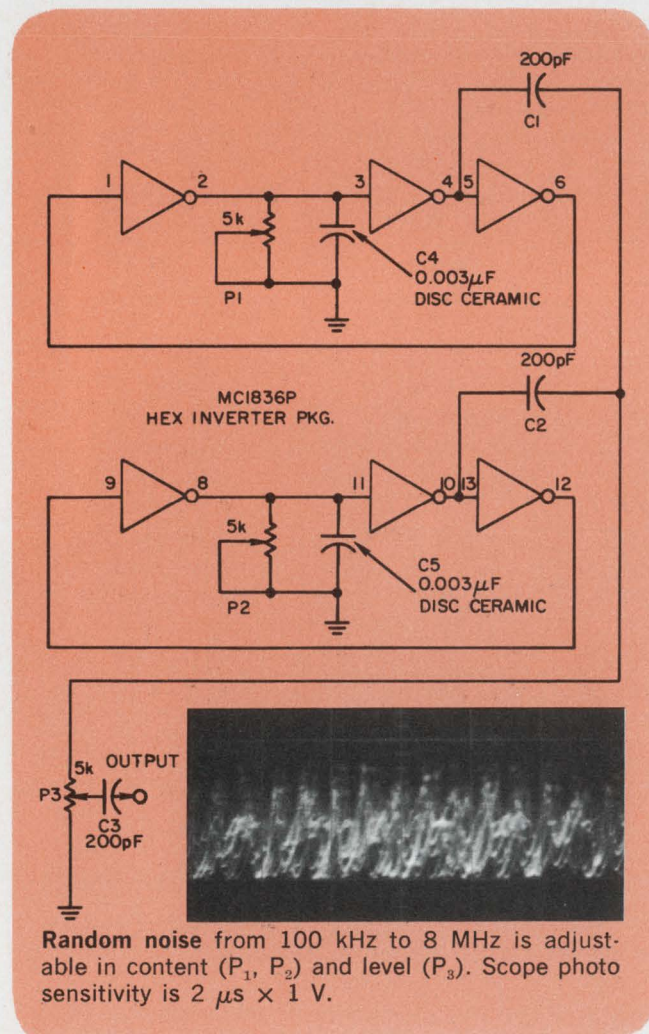 200pF
C1
1
2
3
4
5
6
5k
P1
C4
0.003μF
DISC CERAMIC
200pF
C2
MC1836P
HEX INVERTER PKG.
9
8
11
10
13
12
5k
P2
C5
0.003μF
DISC CERAMIC
5k
OUTPUT
P3
C3
200pF
Random noise from 100 kHz to 8 MHz is adjust-
able in content (P₁, P₂) and level (P₃). Scope photo
sensitivity is 2 μs × 1 V.